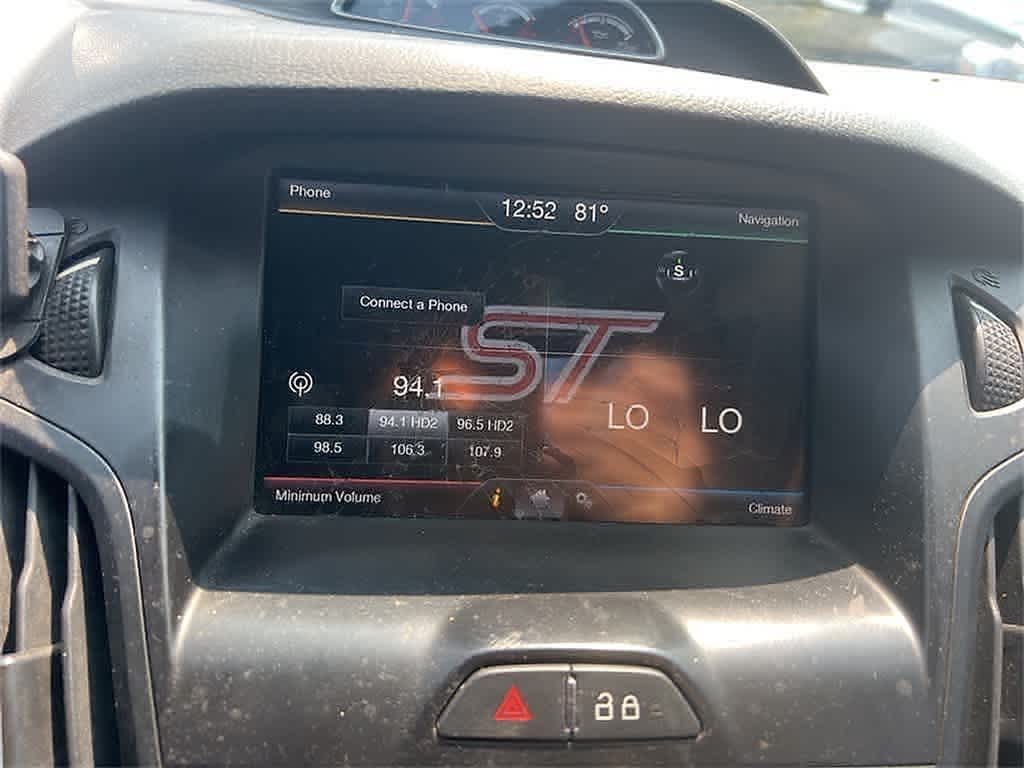 Phone
12:52 81°
Navigation
S
Connect a Phone
ST
94.1
88.3 94.1 HD2 96.5 HD2
98.5 106.3 107.9
LO LO
Minimum Volume
i
Climate